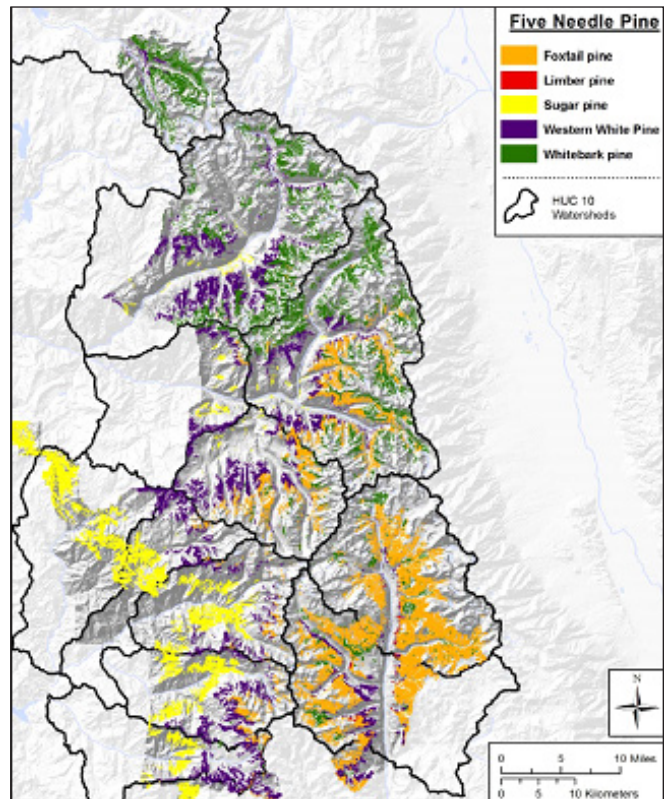 Five Needle Pine
Foxtail pine
Limber pine
Sugar pine
Western White Pine
Whitebark pine
HUC 10
Watersheds
N
0 5 10 Miles
0 5 10 Kilometers